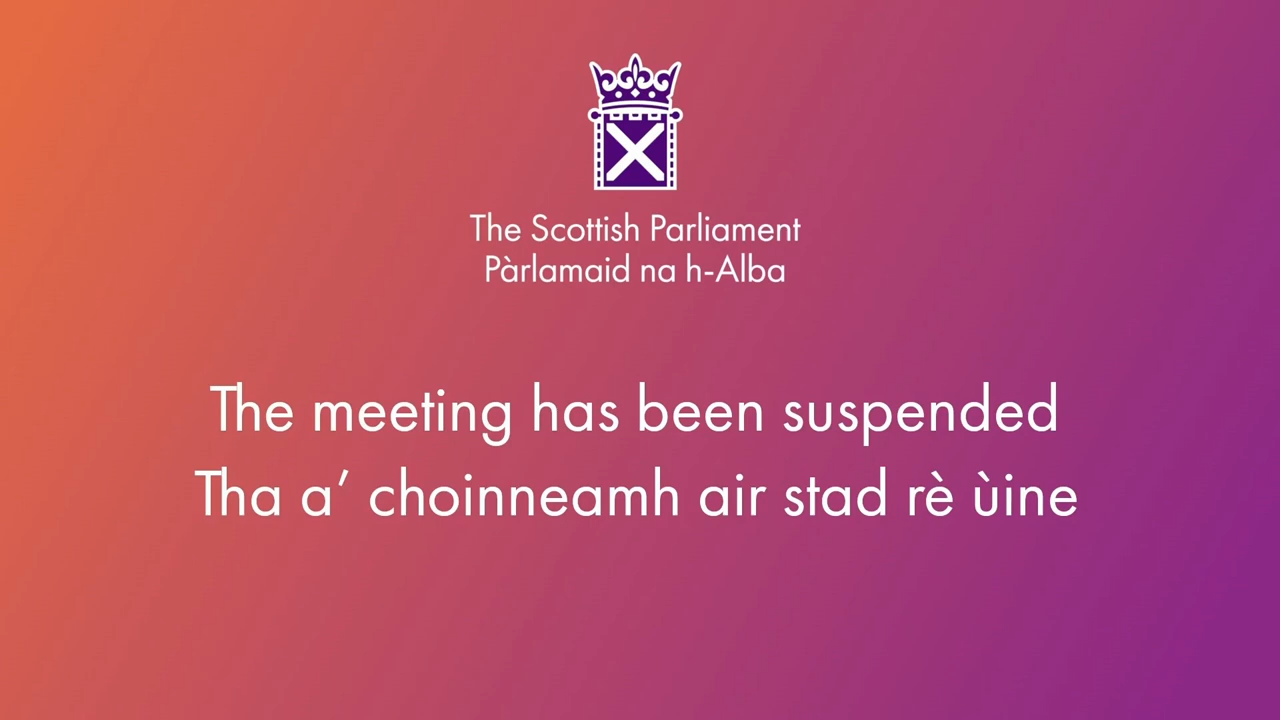 The Scottish Parliament
Pàrlamaid na h-Alba
The meeting has been suspended
Tha a’ choinneamh air stad rè ùine